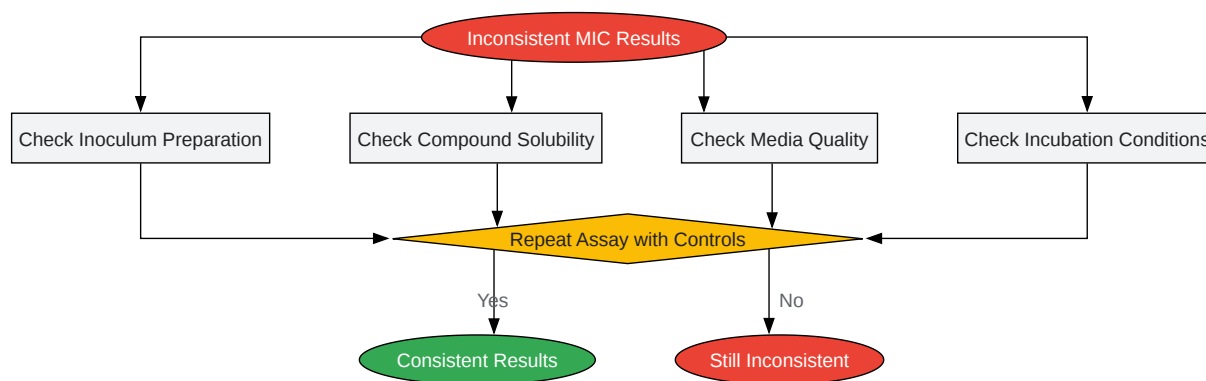 Inconsistent MIC Results
Check Inoculum Preparation
Check Compound Solubility
Check Media Quality
Check Incubation Conditions
Repeat Assay with Controls
Yes
No
Consistent Results
Still Inconsistent